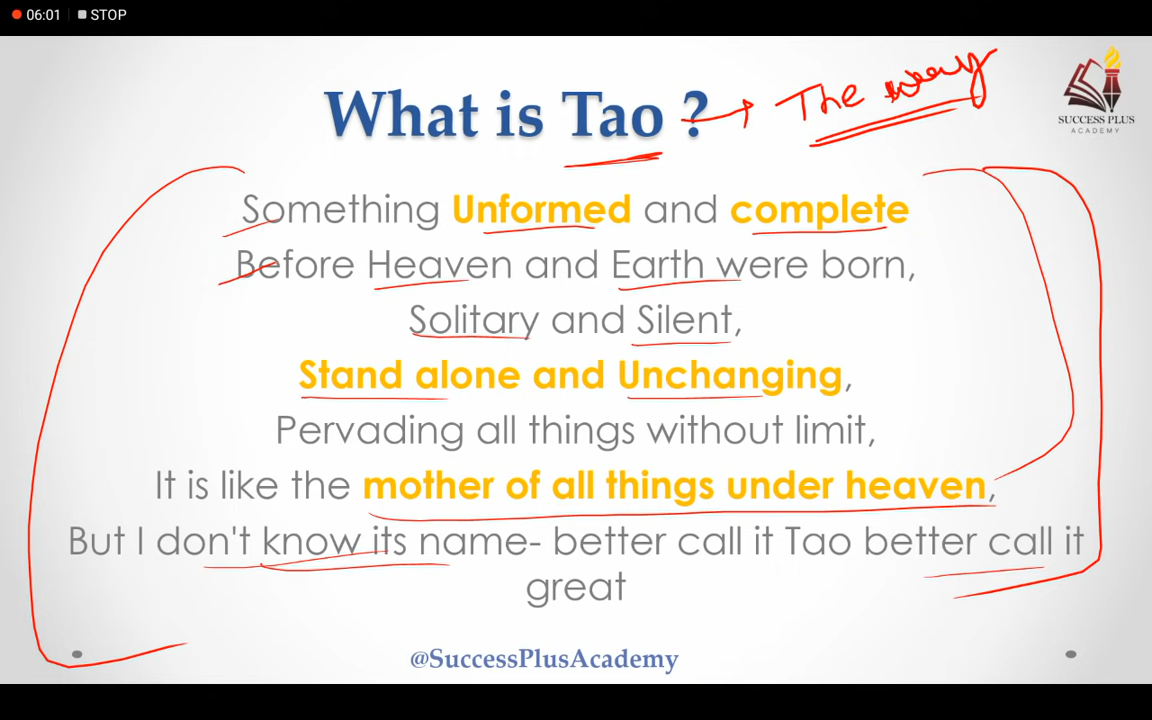 06:01 STOP
What is Tao ? The way
SUCCESS PLUS
ACADEMY
Something Unformed and complete
Before Heaven and Earth were born,
Solitary and Silent,
Stand alone and Unchanging,
Pervading all things without limit,
It is like the mother of all things under heaven,
But I don't know its name- better call it Tao better call it
great
@SuccessPlusAcademy